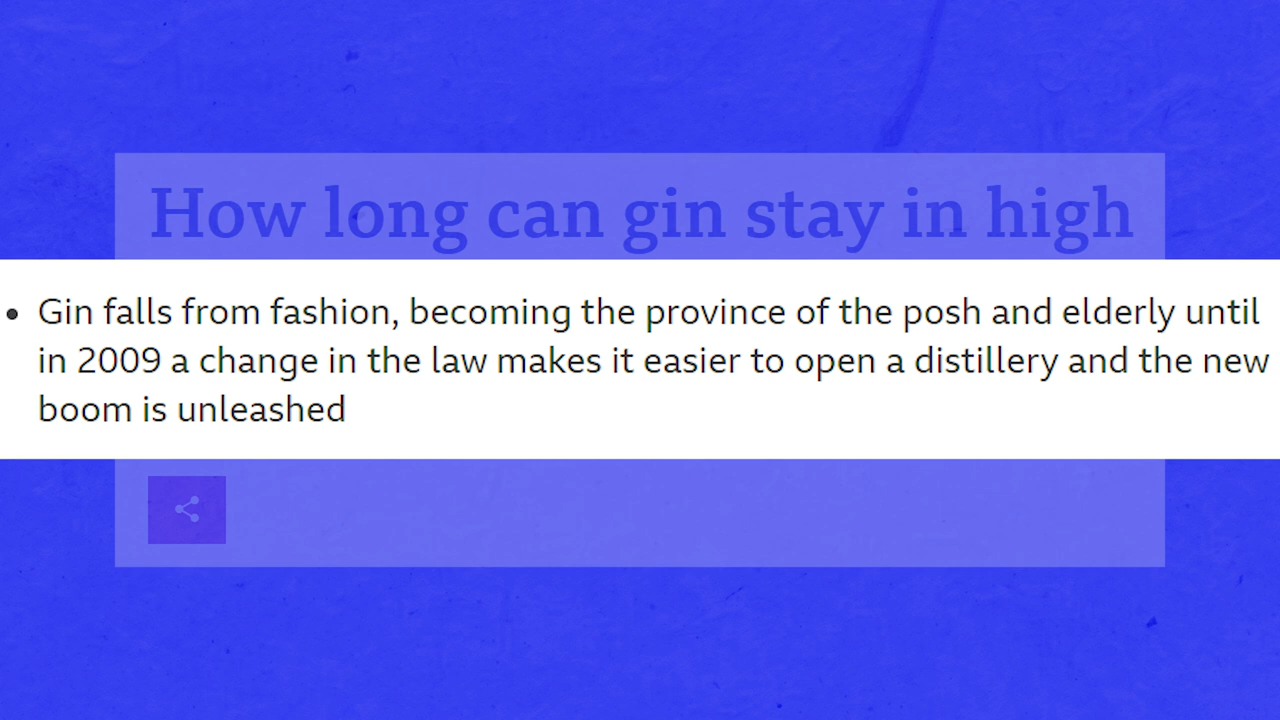 How long can gin stay in high
• Gin falls from fashion, becoming the province of the posh and elderly until
in 2009 a change in the law makes it easier to open a distillery and the new
boom is unleashed